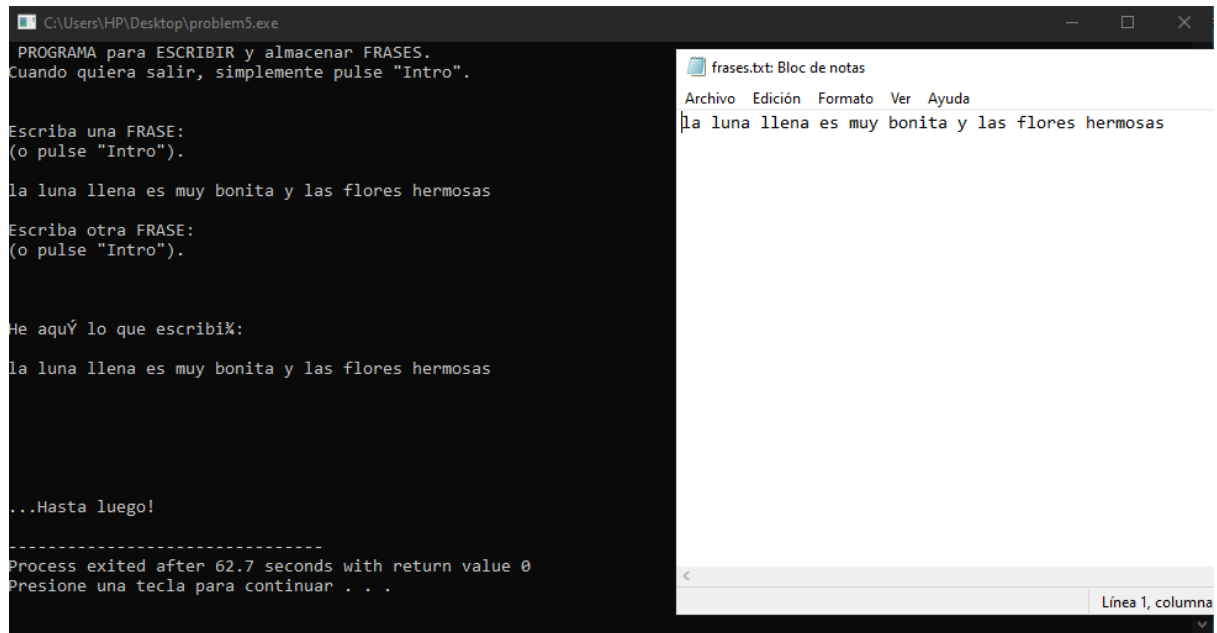 C:\Users\HP\Desktop\problem5.exe
PROGRAMA para ESCRIBIR y almacenar FRASES.
Cuando quiera salir, simplemente pulse "Intro".
Escriba una FRASE:
(o pulse "Intro").
la luna llena es muy bonita y las flores hermosas
Escriba otra FRASE:
(o pulse "Intro").
He aquÝ lo que escribi¾:
la luna llena es muy bonita y las flores hermosas
...Hasta luego!
--------------------------------
Process exited after 62.7 seconds with return value 0
Presione una tecla para continuar . . .
frases.txt: Bloc de notas
Archivo Edición Formato Ver Ayuda
la luna llena es muy bonita y las flores hermosas
Línea 1, columna